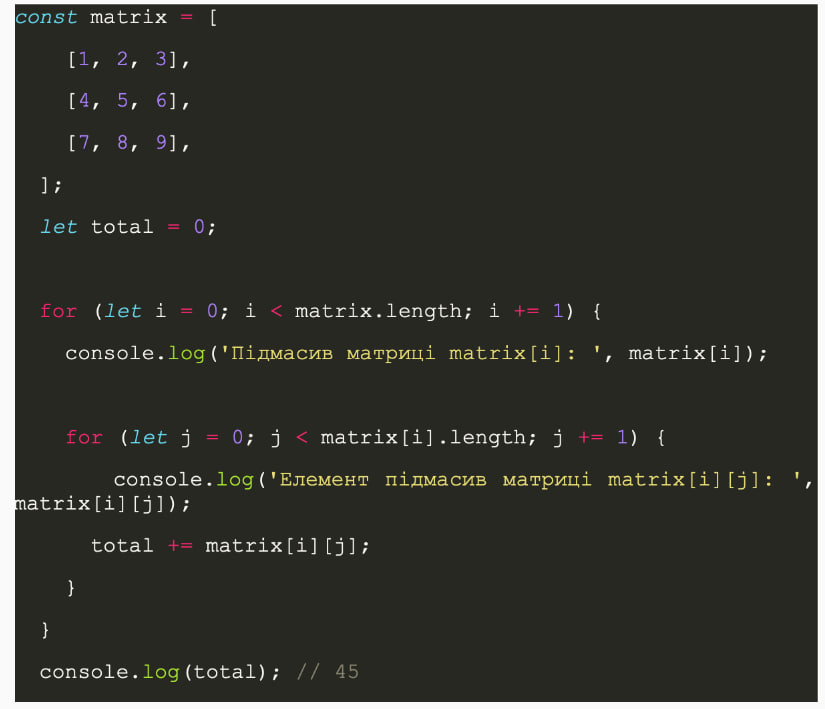 const matrix = [
[1, 2, 3],
[4, 5, 6],
[7, 8, 9],
];
let total = 0;
for (let i = 0; i < matrix.length; i += 1) {
console.log('Підмасив матриці matrix[i]: ', matrix[i]);
for (let j = 0; j < matrix[i].length; j += 1) {
console.log('Елемент підмасив матриці matrix[i][j]: ',
matrix[i][j]);
total += matrix[i][j];
}
}
console.log(total); // 45